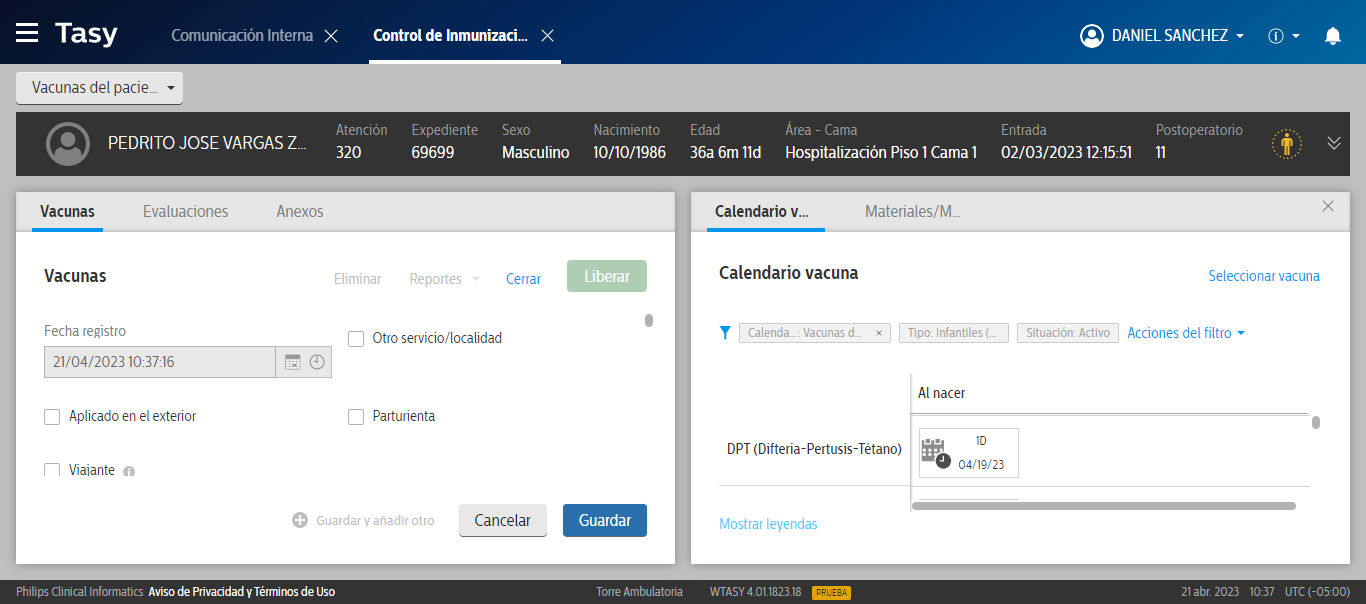 Tasy
Comunicación Interna
Control de Inmunizaci...
DANIEL SANCHEZ
Vacunas del pacie...
PEDRITO JOSE VARGAS Z...
Atención
320
Expediente
69699
Sexo
Masculino
Nacimiento
10/10/1986
Edad
36a 6m 11d
Área - Cama
Hospitalización Piso 1 Cama 1
Entrada
02/03/2023 12:15:51
Postoperatorio
11
Vacunas Evaluaciones Anexos
Vacunas
Eliminar Reportes Cerrar Liberar
Fecha registro
21/04/2023 10:37:16
Otro servicio/localidad
Aplicado en el exterior
Parturienta
Viajante
Guardar y añadir otro Cancelar Guardar
Calendario v... Materiales/M...
Calendario vacuna
Seleccionar vacuna
Calenda... : Vacunas d... × Tipo: Infantiles (... Situación: Activo Acciones del filtro
Al nacer
DPT (Difteria-Pertusis-Tétano)
1D
04/19/23
Mostrar leyendas
Philips Clinical Informatics Aviso de Privacidad y Términos de Uso Torre Ambulatoria WTASY 4.01.1823.18 PRUEBA 21 abr. 2023 10:37 UTC (-05:00)